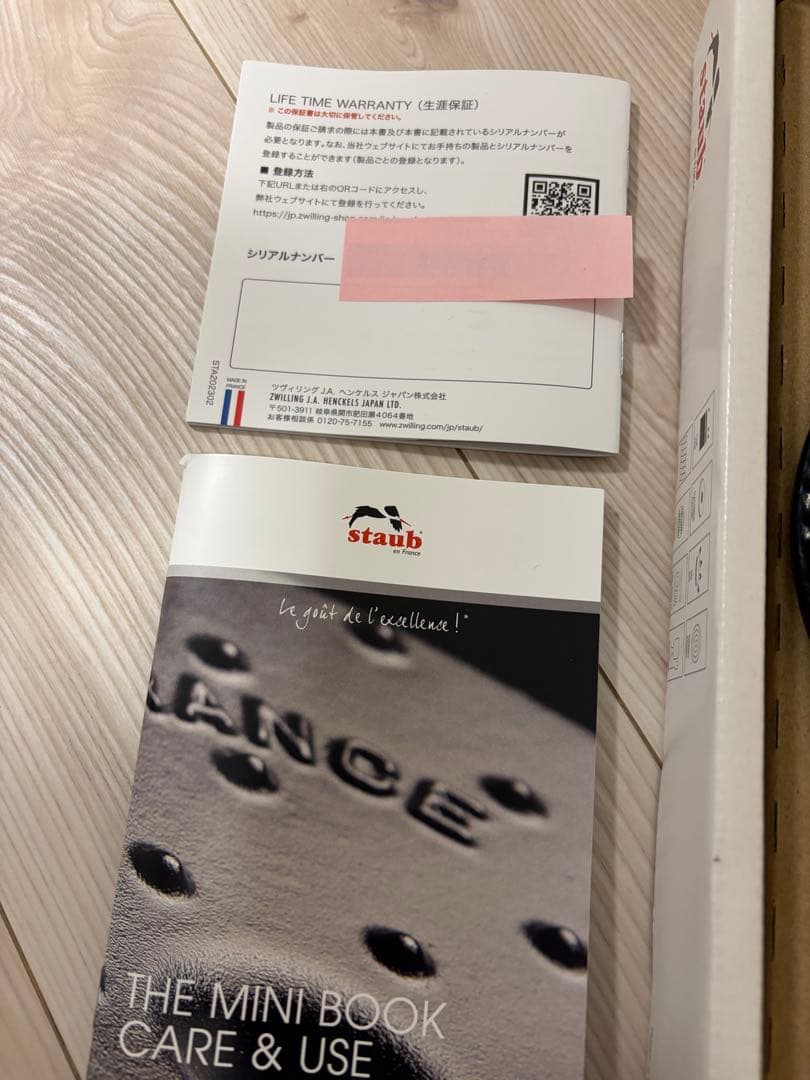 LIFE TIME WARRANTY（生涯保証）
※ この保証書は大切に保管してください。
製品の保証ご請求の際には本書及び本書に記載されているシリアルナンバーが
必要となります。なお、当社ウェブサイトにてお手持ちの製品とシリアルナンバーを
登録することができます（製品ごとの登録となります）。
■ 登録方法
下記URLまたは右のQRコードにアクセスし、
弊社ウェブサイトにて登録を行ってください。
https://jp.zwilling-shop.com/
シリアルナンバー
STA202302
MADE IN
FRANCE
ツヴィリング J.A. ヘンケルス ジャパン株式会社
ZWILLING J.A. HENCKELS JAPAN LTD.
〒501-3911 岐阜県関市肥田瀬4064番地
お客様相談係 0120-75-7155 www.zwilling.com/jp/staub/
staub
en France
Le goût de l'excellence !*
RANCE
THE MINI BOOK
CARE & USE
staub